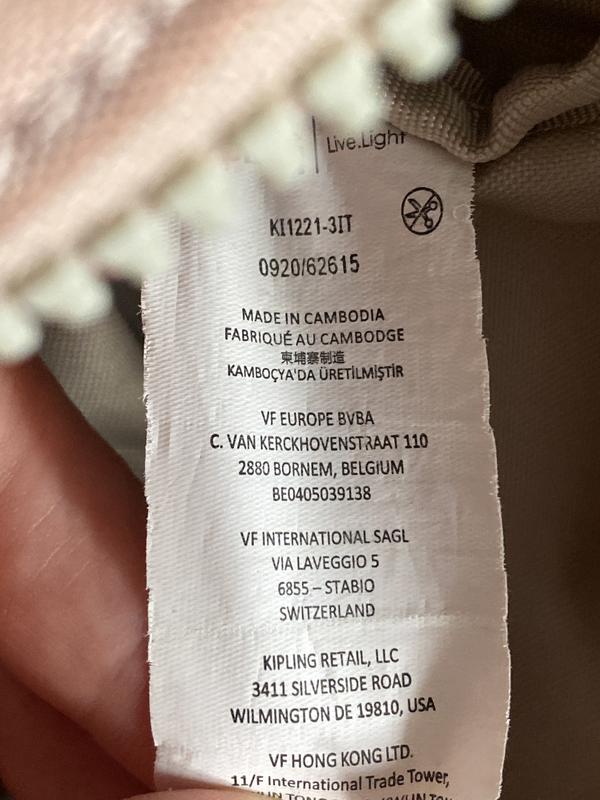 Live.Light
KI1221-3IT
0920/62615
MADE IN CAMBODIA
FABRIQUÉ AU CAMBODGE
柬埔寨制造
KAMBOÇYA'DA ÜRETİLMİŞTİR
VF EUROPE BVBA
C. VAN KERCKHOVENSTRAAT 110
2880 BORNEM, BELGIUM
BE0405039138
VF INTERNATIONAL SAGL
VIA LAVEGGIO 5
6855 – STABIO
SWITZERLAND
KIPLING RETAIL, LLC
3411 SILVERSIDE ROAD
WILMINGTON DE 19810, USA
VF HONG KONG LTD.
11/F International Trade Tower,